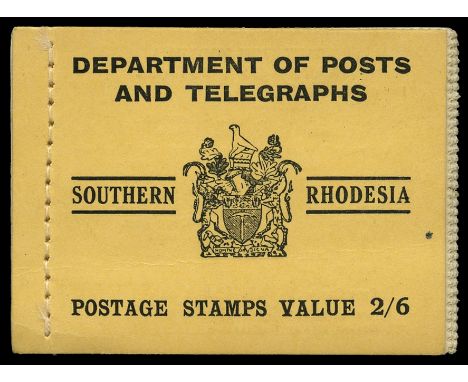 DEPARTMENT OF POSTS
AND TELEGRAPHS
SOUTHERN RHODESIA
POSTAGE STAMPS VALUE 2/6